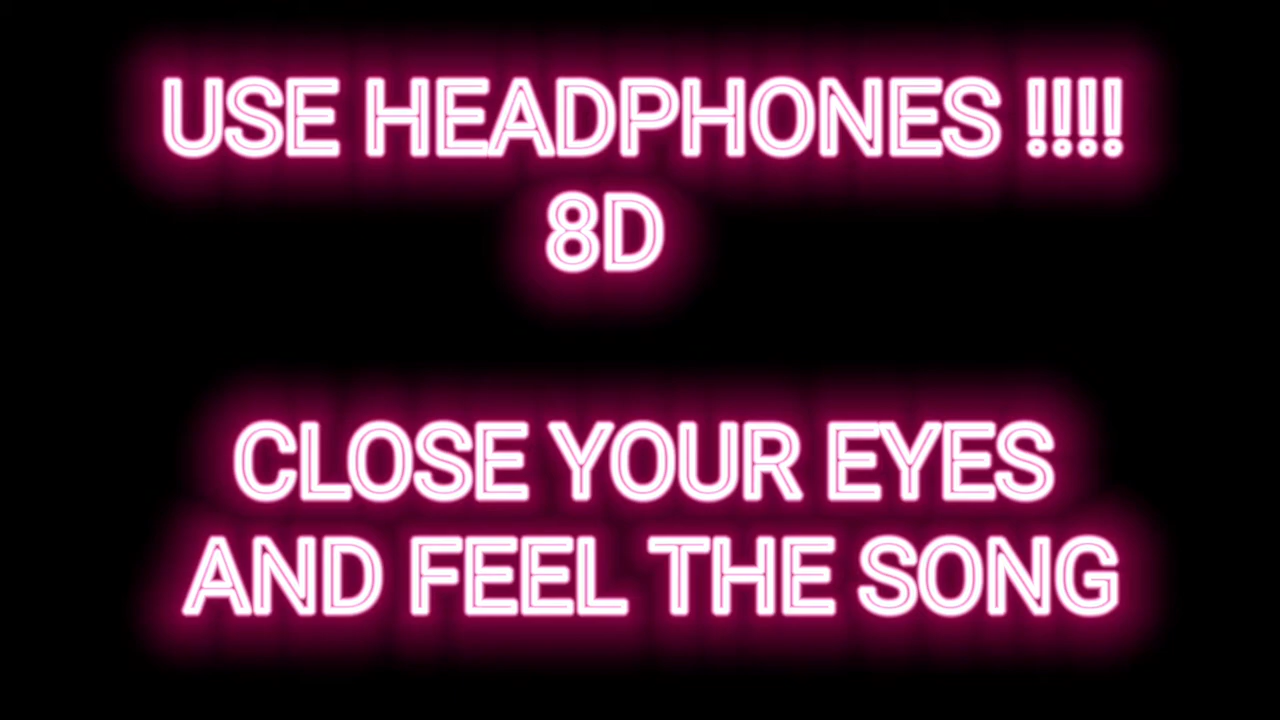 USE HEADPHONES !!!!
8D
CLOSE YOUR EYES
AND FEEL THE SONG